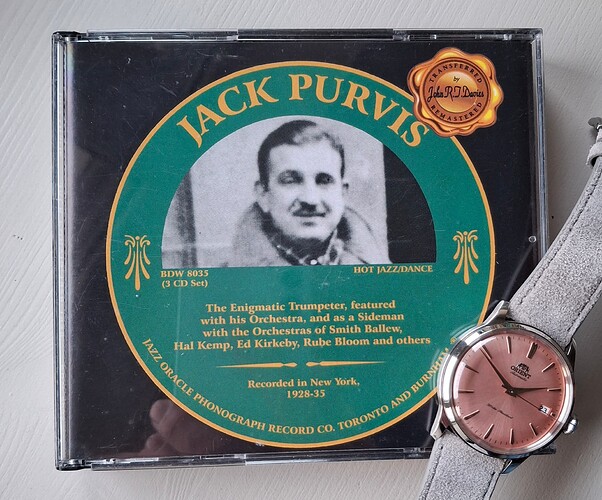 JACK PURVIS
TRANSFERRED
by
John R.T. Davies
REMASTERED
BDW 8035
(3 CD Set)
HOT JAZZ/DANCE
The Enigmatic Trumpeter, featured
with his Orchestra, and as a Sideman
with the Orchestras of Smith Ballew,
Hal Kemp, Ed Kirkeby, Rube Bloom and others
Recorded in New York,
1928-35
JAZZ ORACLE PHONOGRAPH RECORD CO. TORONTO AND BURNHAM
ORIENT